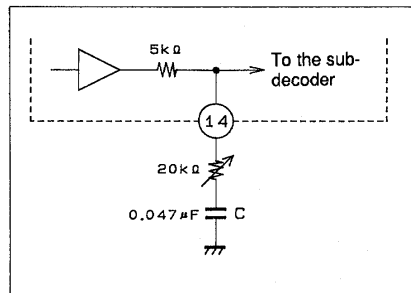 5kΩ
To the sub-
decoder
14
20kΩ
0.047μF C